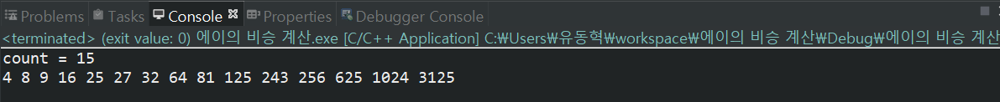 Problems Tasks Console Properties Debugger Console
<terminated> (exit value: 0) 에이의 비승 계산.exe [C/C++ Application] C:₩Users₩유동혁₩workspace₩에이의 비승 계산₩Debug₩에이의 비승 계산
count = 15
4 8 9 16 25 27 32 64 81 125 243 256 625 1024 3125